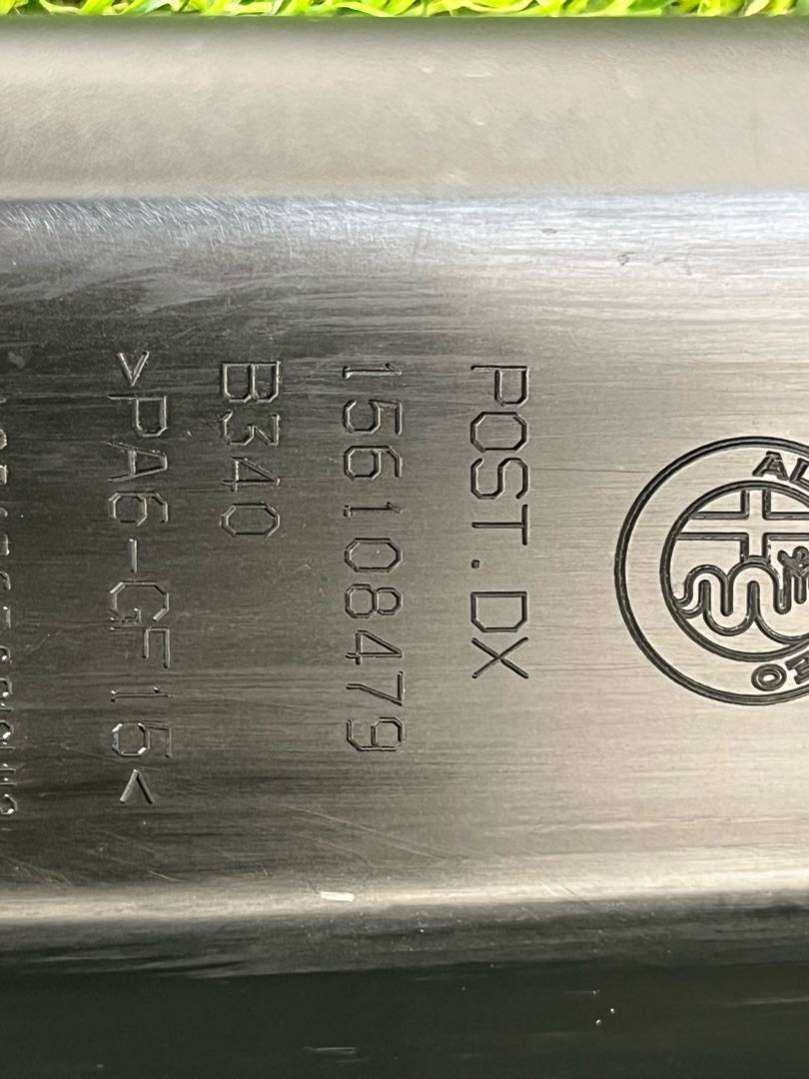 POST.DX
156108479
B340
>PA6-GF15<